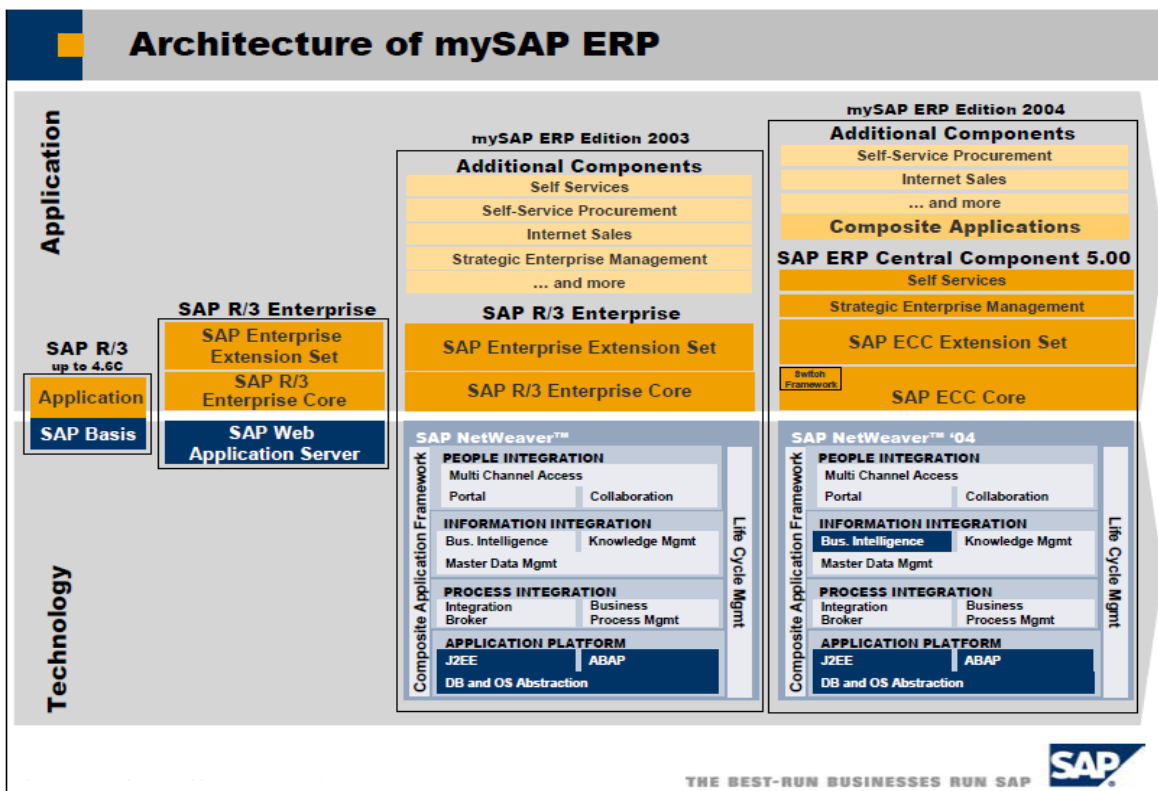 Architecture of mySAP ERP
Application
SAP R/3
up to 4.6C
Application
SAP Basis
SAP R/3 Enterprise
SAP Enterprise
Extension Set
SAP R/3
Enterprise Core
SAP Web
Application Server
mySAP ERP Edition 2003
Additional Components
Self Services
Self-Service Procurement
Internet Sales
Strategic Enterprise Management
... and more
SAP R/3 Enterprise
SAP Enterprise Extension Set
SAP R/3 Enterprise Core
SAP NetWeaver™
Composite Application Framework
PEOPLE INTEGRATION
Multi Channel Access
Portal
Collaboration
INFORMATION INTEGRATION
Bus. Intelligence
Knowledge Mgmt
Master Data Mgmt
PROCESS INTEGRATION
Integration
Broker
Business
Process Mgmt
APPLICATION PLATFORM
J2EE
ABAP
DB and OS Abstraction
Life Cycle Mgmt
mySAP ERP Edition 2004
Additional Components
Self-Service Procurement
Internet Sales
... and more
Composite Applications
SAP ERP Central Component 5.00
Self Services
Strategic Enterprise Management
SAP ECC Extension Set
Switch
Framework
SAP ECC Core
SAP NetWeaver™ ‘04
Composite Application Framework
PEOPLE INTEGRATION
Multi Channel Access
Portal
Collaboration
INFORMATION INTEGRATION
Bus. Intelligence
Knowledge Mgmt
Master Data Mgmt
PROCESS INTEGRATION
Integration
Broker
Business
Process Mgmt
APPLICATION PLATFORM
J2EE
ABAP
DB and OS Abstraction
Life Cycle Mgmt
Technology
THE BEST-RUN BUSINESSES RUN SAP
SAP